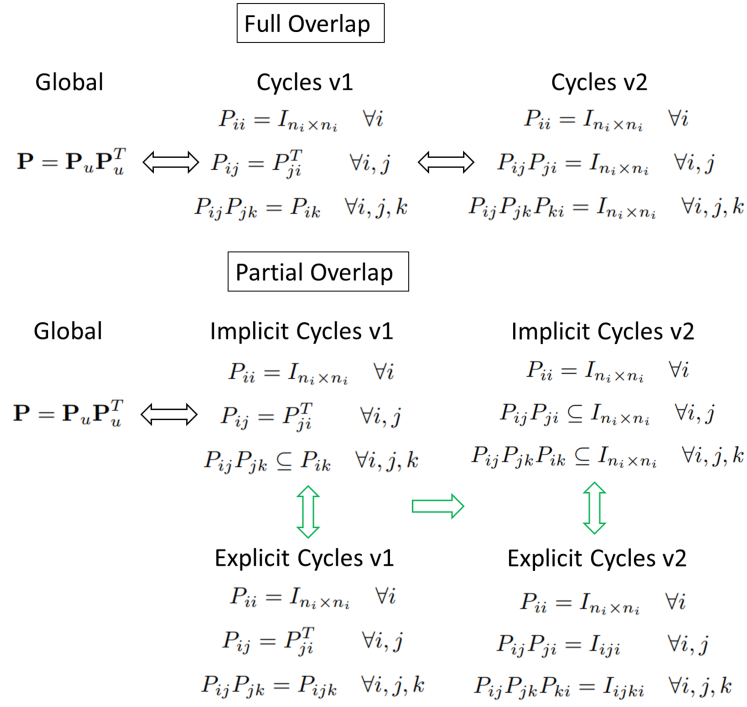 Full Overlap
Global Cycles v1 Cycles v2
P_{ii} = I_{n_i×n_i} ∀i P_{ii} = I_{n_i×n_i} ∀i
𝐏 = 𝐏_u𝐏_u^T ⟺ P_{ij} = P_{ji}^T ∀i, j ⟺ P_{ij}P_{ji} = I_{n_i×n_i} ∀i, j
P_{ij}P_{jk} = P_{ik} ∀i, j, k P_{ij}P_{jk}P_{ki} = I_{n_i×n_i} ∀i, j, k
Partial Overlap
Global Implicit Cycles v1 Implicit Cycles v2
P_{ii} = I_{n_i×n_i} ∀i P_{ii} = I_{n_i×n_i} ∀i
𝐏 = 𝐏_u𝐏_u^T ⟺ P_{ij} = P_{ji}^T ∀i, j P_{ij}P_{ji} ⊆ I_{n_i×n_i} ∀i, j
P_{ij}P_{jk} ⊆ P_{ik} ∀i, j, k P_{ij}P_{jk}P_{ik} ⊆ I_{n_i×n_i} ∀i, j, k
Explicit Cycles v1 Explicit Cycles v2
P_{ii} = I_{n_i×n_i} ∀i P_{ii} = I_{n_i×n_i} ∀i
P_{ij} = P_{ji}^T ∀i, j P_{ij}P_{ji} = I_{iji} ∀i, j
P_{ij}P_{jk} = P_{ijk} ∀i, j, k P_{ij}P_{jk}P_{ki} = I_{ijki} ∀i, j, k